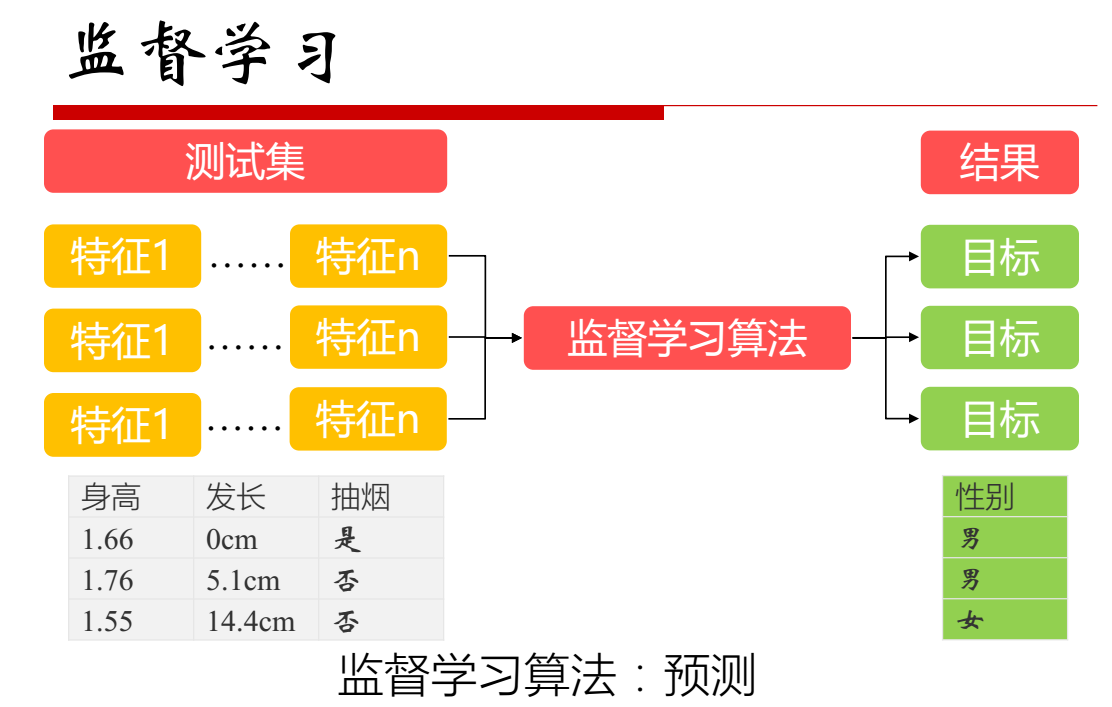 监督学习
测试集 结果
特征1 …… 特征n 目标
特征1 …… 特征n 监督学习算法 目标
特征1 …… 特征n 目标
身高 发长 抽烟 性别
1.66 0cm 是 男
1.76 5.1cm 否 男
1.55 14.4cm 否 女
监督学习算法：预测